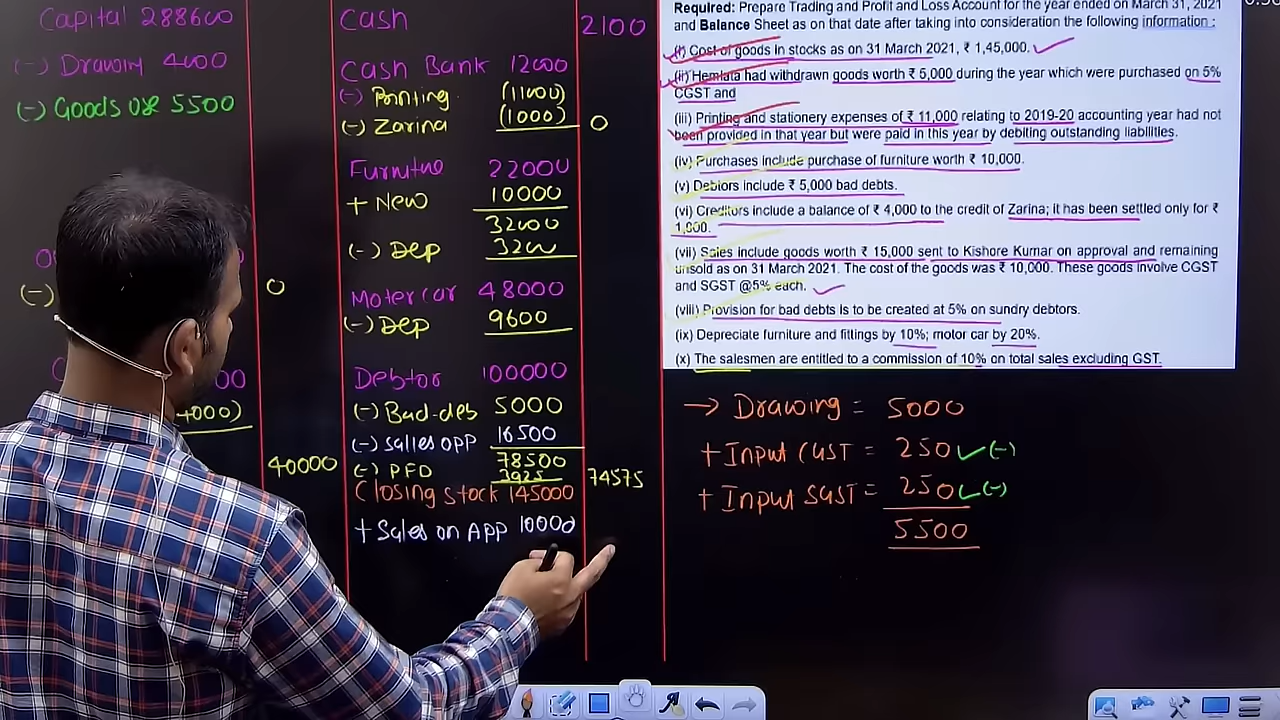 Capital 288600
Drawing 4000
(-) Goods
5500
(-)
0
00
40000
Cash
2100
Cash Bank 12000
(-) Printing (11000)
(-) Zarina (1000)
0
Furniture 22000
+ New 10000
32000
(-) Dep 3200
Motercar 48000
(-) Dep 9600
Debtor 100000
(-) Bad-deb 5000
(-) Salles opp 16500
78500
(-) PFD 3925
74575
Closing stock 145000
+ Sales on App 10000
Required: Prepare Trading and Profit and Loss Account for the year ended on March 31, 2021
and Balance Sheet as on that date after taking into consideration the following information :
(i) Cost of goods in stocks as on 31 March 2021, ₹ 1,45,000.
(ii) Hemlata had withdrawn goods worth ₹ 5,000 during the year which were purchased on 5%
CGST and
(iii) Printing and stationery expenses of ₹ 11,000 relating to 2019-20 accounting year had not
been provided in that year but were paid in this year by debiting outstanding liabilities.
(iv) Purchases include purchase of furniture worth ₹ 10,000.
(v) Debtors include ₹ 5,000 bad debts.
(vi) Creditors include a balance of ₹ 4,000 to the credit of Zarina; it has been settled only for ₹
1,000.
(vii) Sales include goods worth ₹ 15,000 sent to Kishore Kumar on approval and remaining
unsold as on 31 March 2021. The cost of the goods was ₹ 10,000. These goods involve CGST
and SGST @5% each.
(viii) Provision for bad debts is to be created at 5% on sundry debtors.
(ix) Depreciate furniture and fittings by 10%; motor car by 20%.
(x) The salesmen are entitled to a commission of 10% on total sales excluding GST.
→ Drawing = 5000
+ Input CGST = 250 (-)
+ Input SGST = 250 (-)
5500